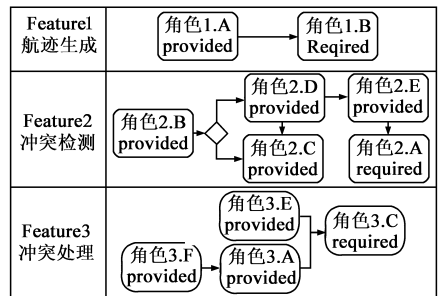 Feature1
航迹生成
角色1.A
provided
角色1.B
Reqired
Feature2
冲突检测
角色2.B
provided
角色2.D
provided
角色2.E
provided
角色2.C
provided
角色2.A
required
Feature3
冲突处理
角色3.E
provided
角色3.C
required
角色3.F
provided
角色3.A
provided